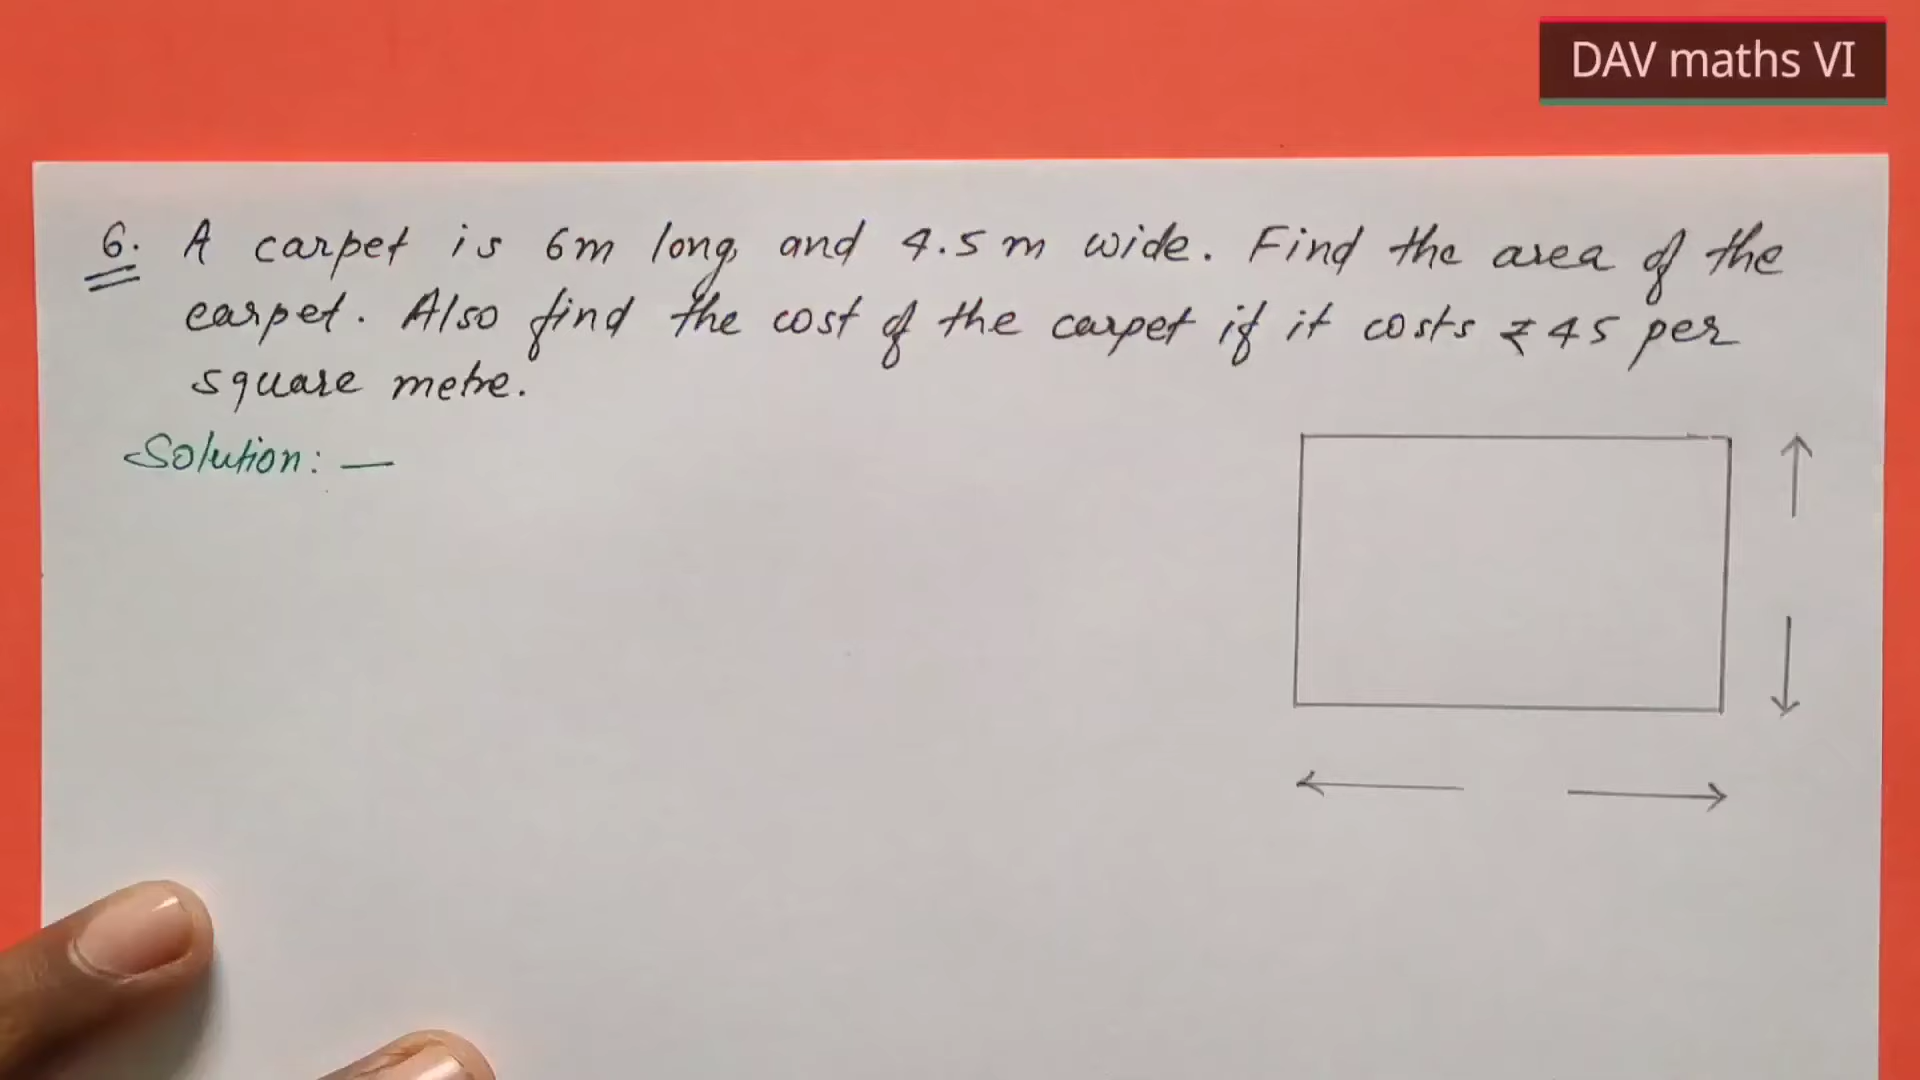 DAV maths VI
6. A carpet is 6m long, and 4.5m wide. Find the area of the
carpet. Also find the cost of the carpet if it costs ₹45 per
square metre.
Solution: —